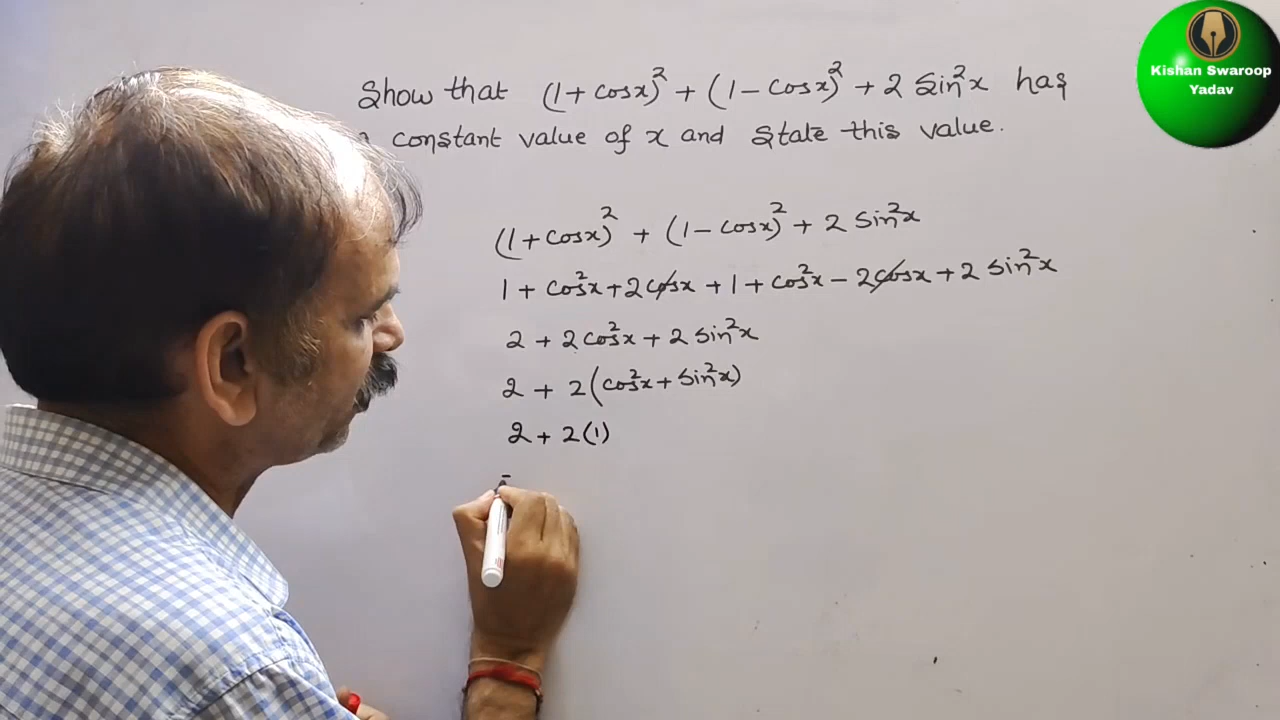 Show that (1 + cosx)² + (1 - cosx)² + 2 Sin²x has
constant value of x and State this value.
(1 + cosx)² + (1 - cosx)² + 2 Sin²x
1 + cos²x + 2cosx + 1 + cos²x - 2cosx + 2 Sin²x
2 + 2cos²x + 2 Sin²x
2 + 2(cos²x + Sin²x)
2 + 2(1)
Kishan Swaroop
Yadav